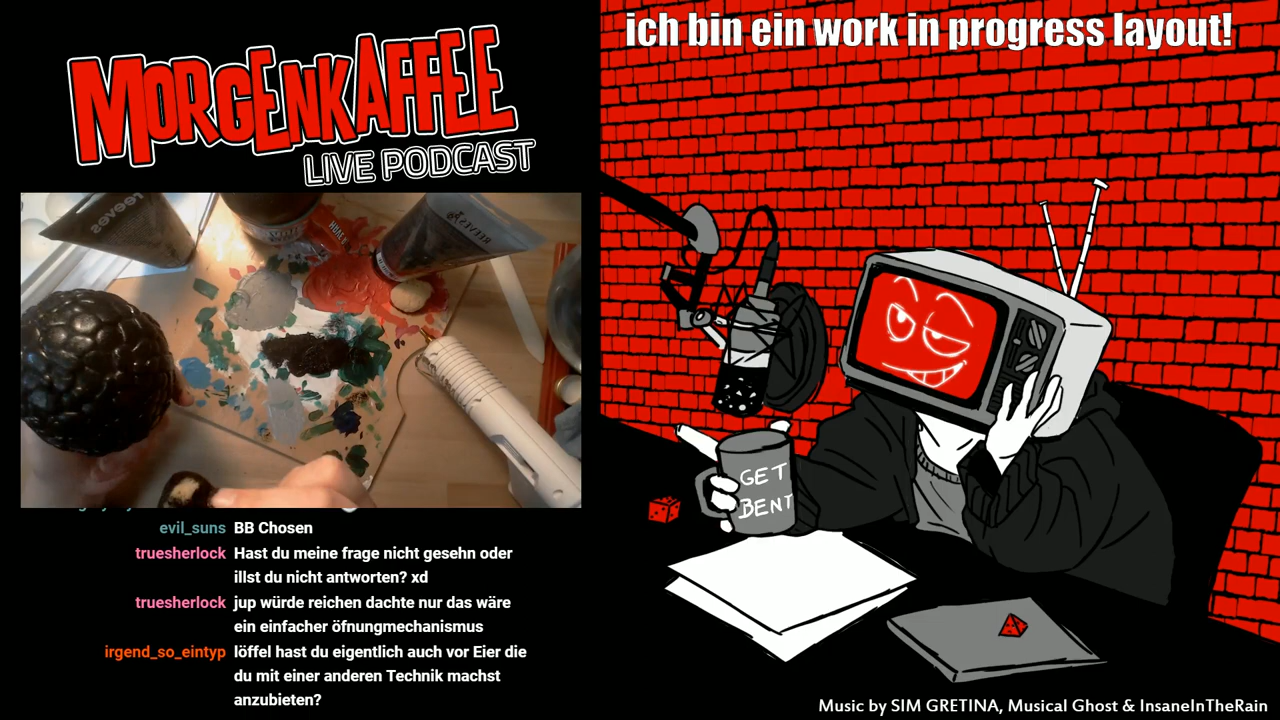 ich bin ein work in progress layout!
MORGENKAFFEE
LIVE PODCAST
reeves
REEVES
GET
BENT
evil_suns BB Chosen
truesherlock Hast du meine frage nicht gesehn oder
illst du nicht antworten? xd
truesherlock jup würde reichen dachte nur das wäre
ein einfacher öfnungmechanismus
irgend_so_eintyp löffel hast du eigentlich auch vor Eier die
du mit einer anderen Technik machst
anzubieten?
Music by SIM GRETINA, Musical Ghost & InsaneInTheRain